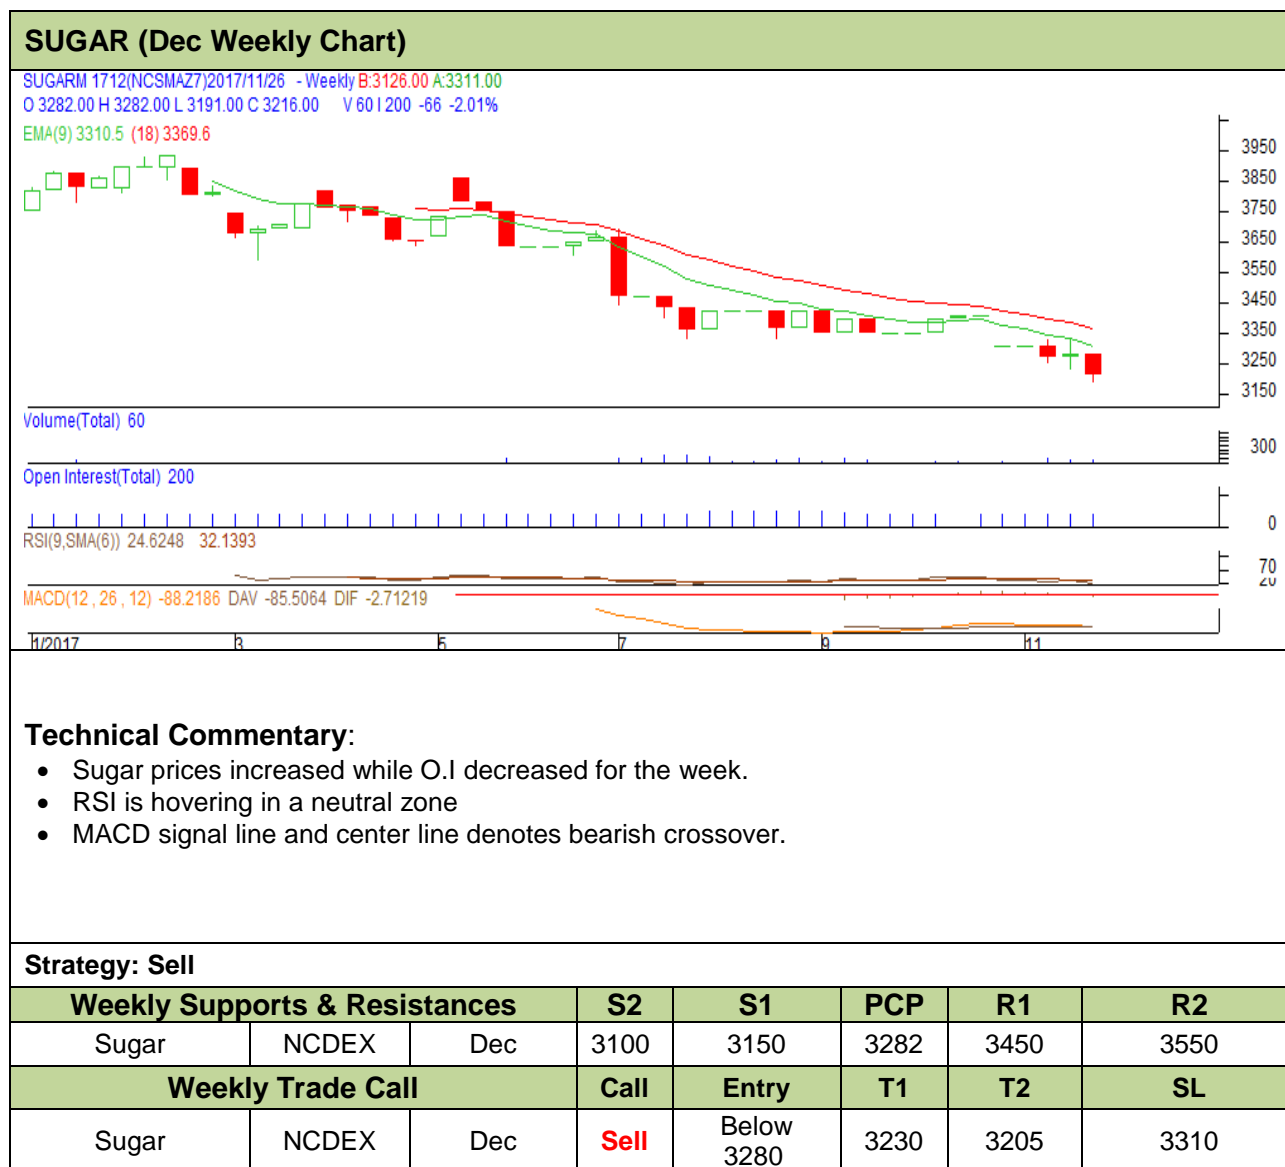 SUGAR (Dec Weekly Chart)
SUGARM 1712(NCSMAZ7)2017/11/26 - Weekly B:3126.00 A:3311.00
O 3282.00 H 3282.00 L 3191.00 C 3216.00 V 60 I 200 -66 -2.01%
EMA(9) 3310.5 (18) 3369.6
3950
3850
3750
3650
3550
3450
3350
3250
3150
Volume(Total) 60
300
Open Interest(Total) 200
0
RSI(9,SMA(6)) 24.6248 32.1393
70
20
MACD(12 , 26 , 12) -88.2186 DAV -85.5064 DIF -2.71219
1/2017 3 5 7 9 11
Technical Commentary:
• Sugar prices increased while O.I decreased for the week.
• RSI is hovering in a neutral zone
• MACD signal line and center line denotes bearish crossover.
Strategy: Sell
Weekly Supports & Resistances S2 S1 PCP R1 R2
Sugar NCDEX Dec 3100 3150 3282 3450 3550
Weekly Trade Call Call Entry T1 T2 SL
Sugar NCDEX Dec Sell Below 3280 3230 3205 3310